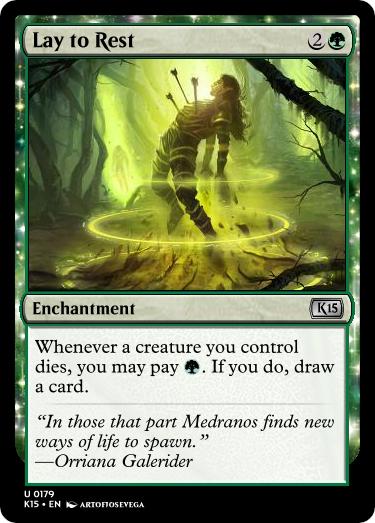 Lay to Rest 2
Enchantment K15
Whenever a creature you control
dies, you may pay . If you do, draw
a card.
“In those that part Medranos finds new
ways of life to spawn.”
—Orriana Galerider
U 0179
K15 • EN ARTOFIOSEVEGA